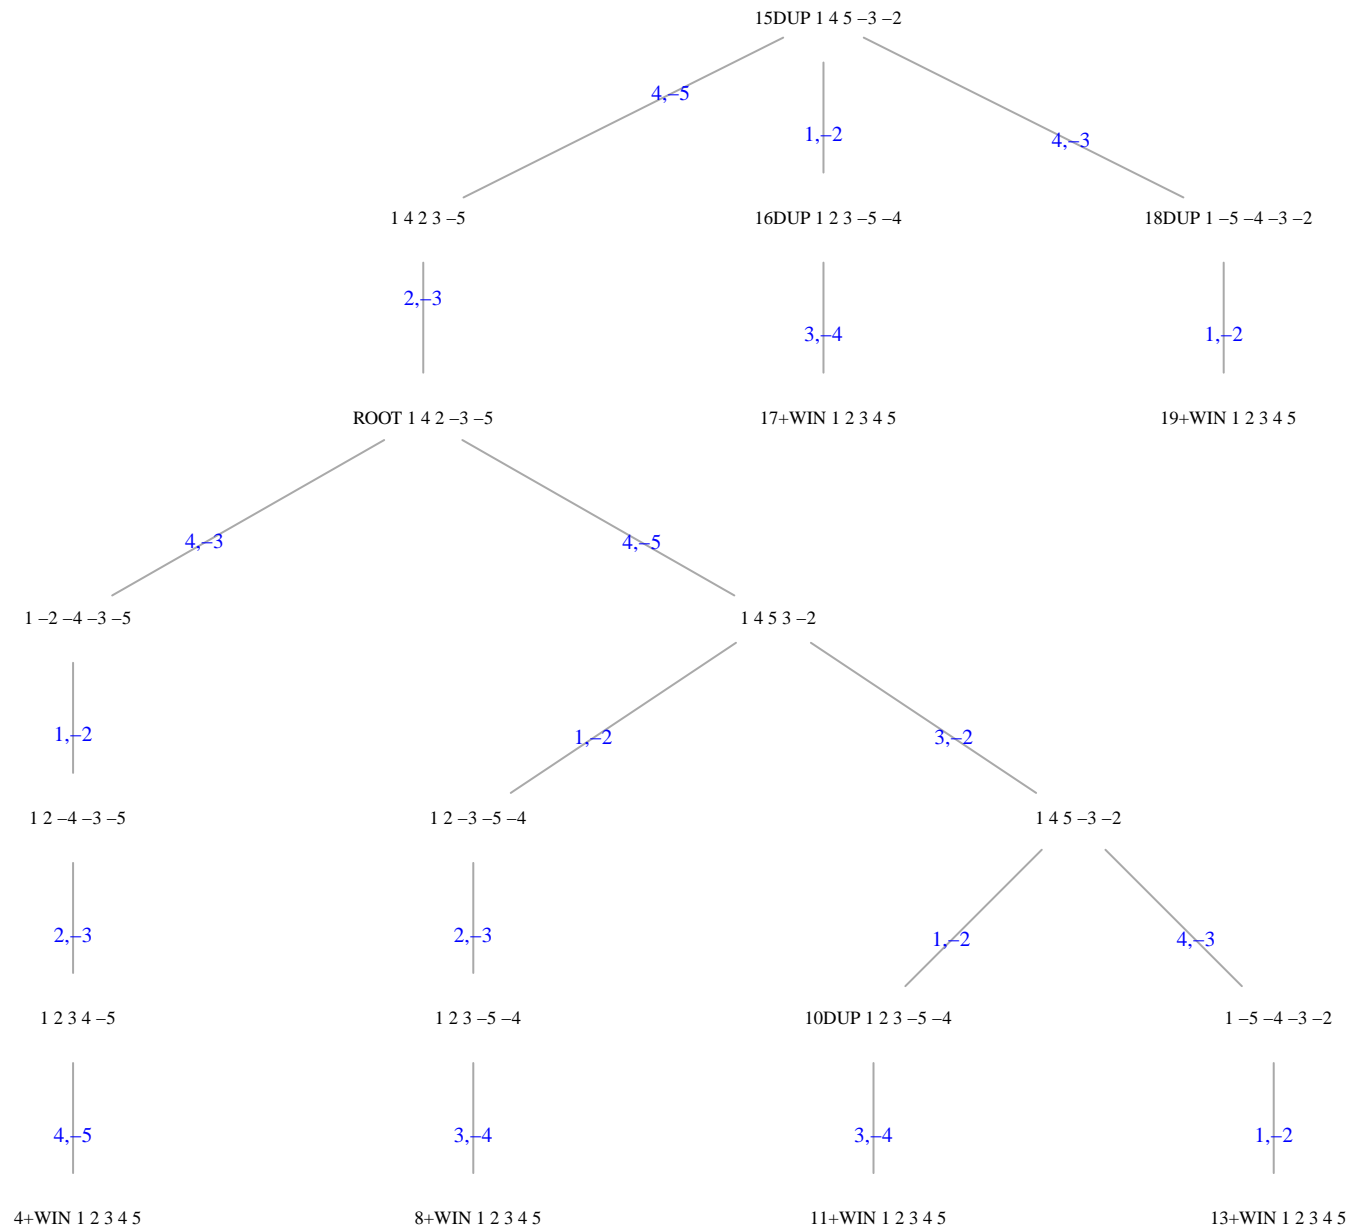 15DUP 1 4 5 –3 –2
4,–5
1,–2
4,–3
1 4 2 3 –5
16DUP 1 2 3 –5 –4
18DUP 1 –5 –4 –3 –2
2,–3
3,–4
1,–2
ROOT 1 4 2 –3 –5
17+WIN 1 2 3 4 5
19+WIN 1 2 3 4 5
4,–3
4,–5
1 –2 –4 –3 –5
1 4 5 3 –2
1,–2
1,–2
3,–2
1 2 –4 –3 –5
1 2 –3 –5 –4
1 4 5 –3 –2
2,–3
2,–3
1,–2
4,–3
1 2 3 4 –5
1 2 3 –5 –4
10DUP 1 2 3 –5 –4
1 –5 –4 –3 –2
4,–5
3,–4
3,–4
1,–2
4+WIN 1 2 3 4 5
8+WIN 1 2 3 4 5
11+WIN 1 2 3 4 5
13+WIN 1 2 3 4 5